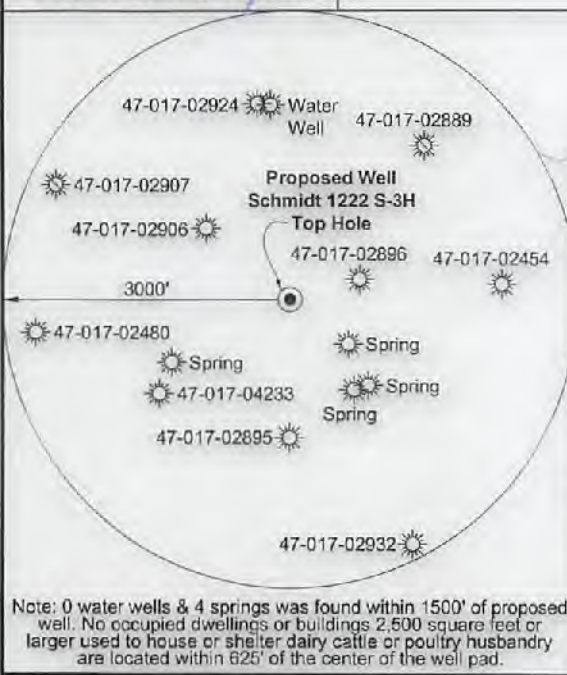 47-017-02924
Water
Well
47-017-02889
47-017-02907
Proposed Well
Schmidt 1222 S-3H
Top Hole
47-017-02906
47-017-02896
47-017-02454
3000'
47-017-02480
Spring
Spring
47-017-04233
Spring
Spring
47-017-02895
47-017-02932
Note: 0 water wells & 4 springs was found within 1500' of proposed
well. No occupied dwellings or buildings 2,500 square feet or
larger used to house or shelter dairy cattle or poultry husbandry
are located within 625' of the center of the well pad.